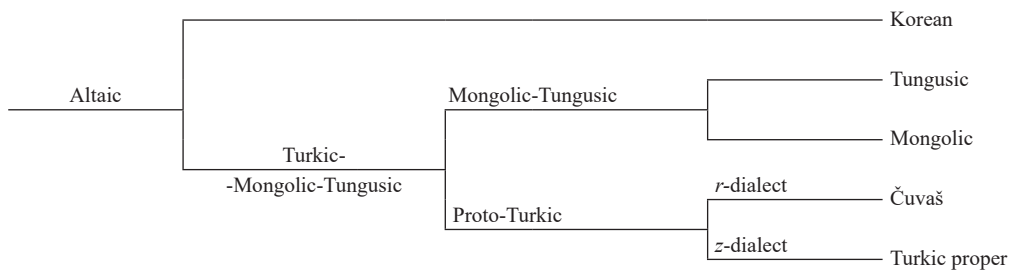 Korean
Tungusic
Altaic
Mongolic-Tungusic
Mongolic
Turkic-
-Mongolic-Tungusic
r-dialect
Čuvaš
Proto-Turkic
z-dialect
Turkic proper